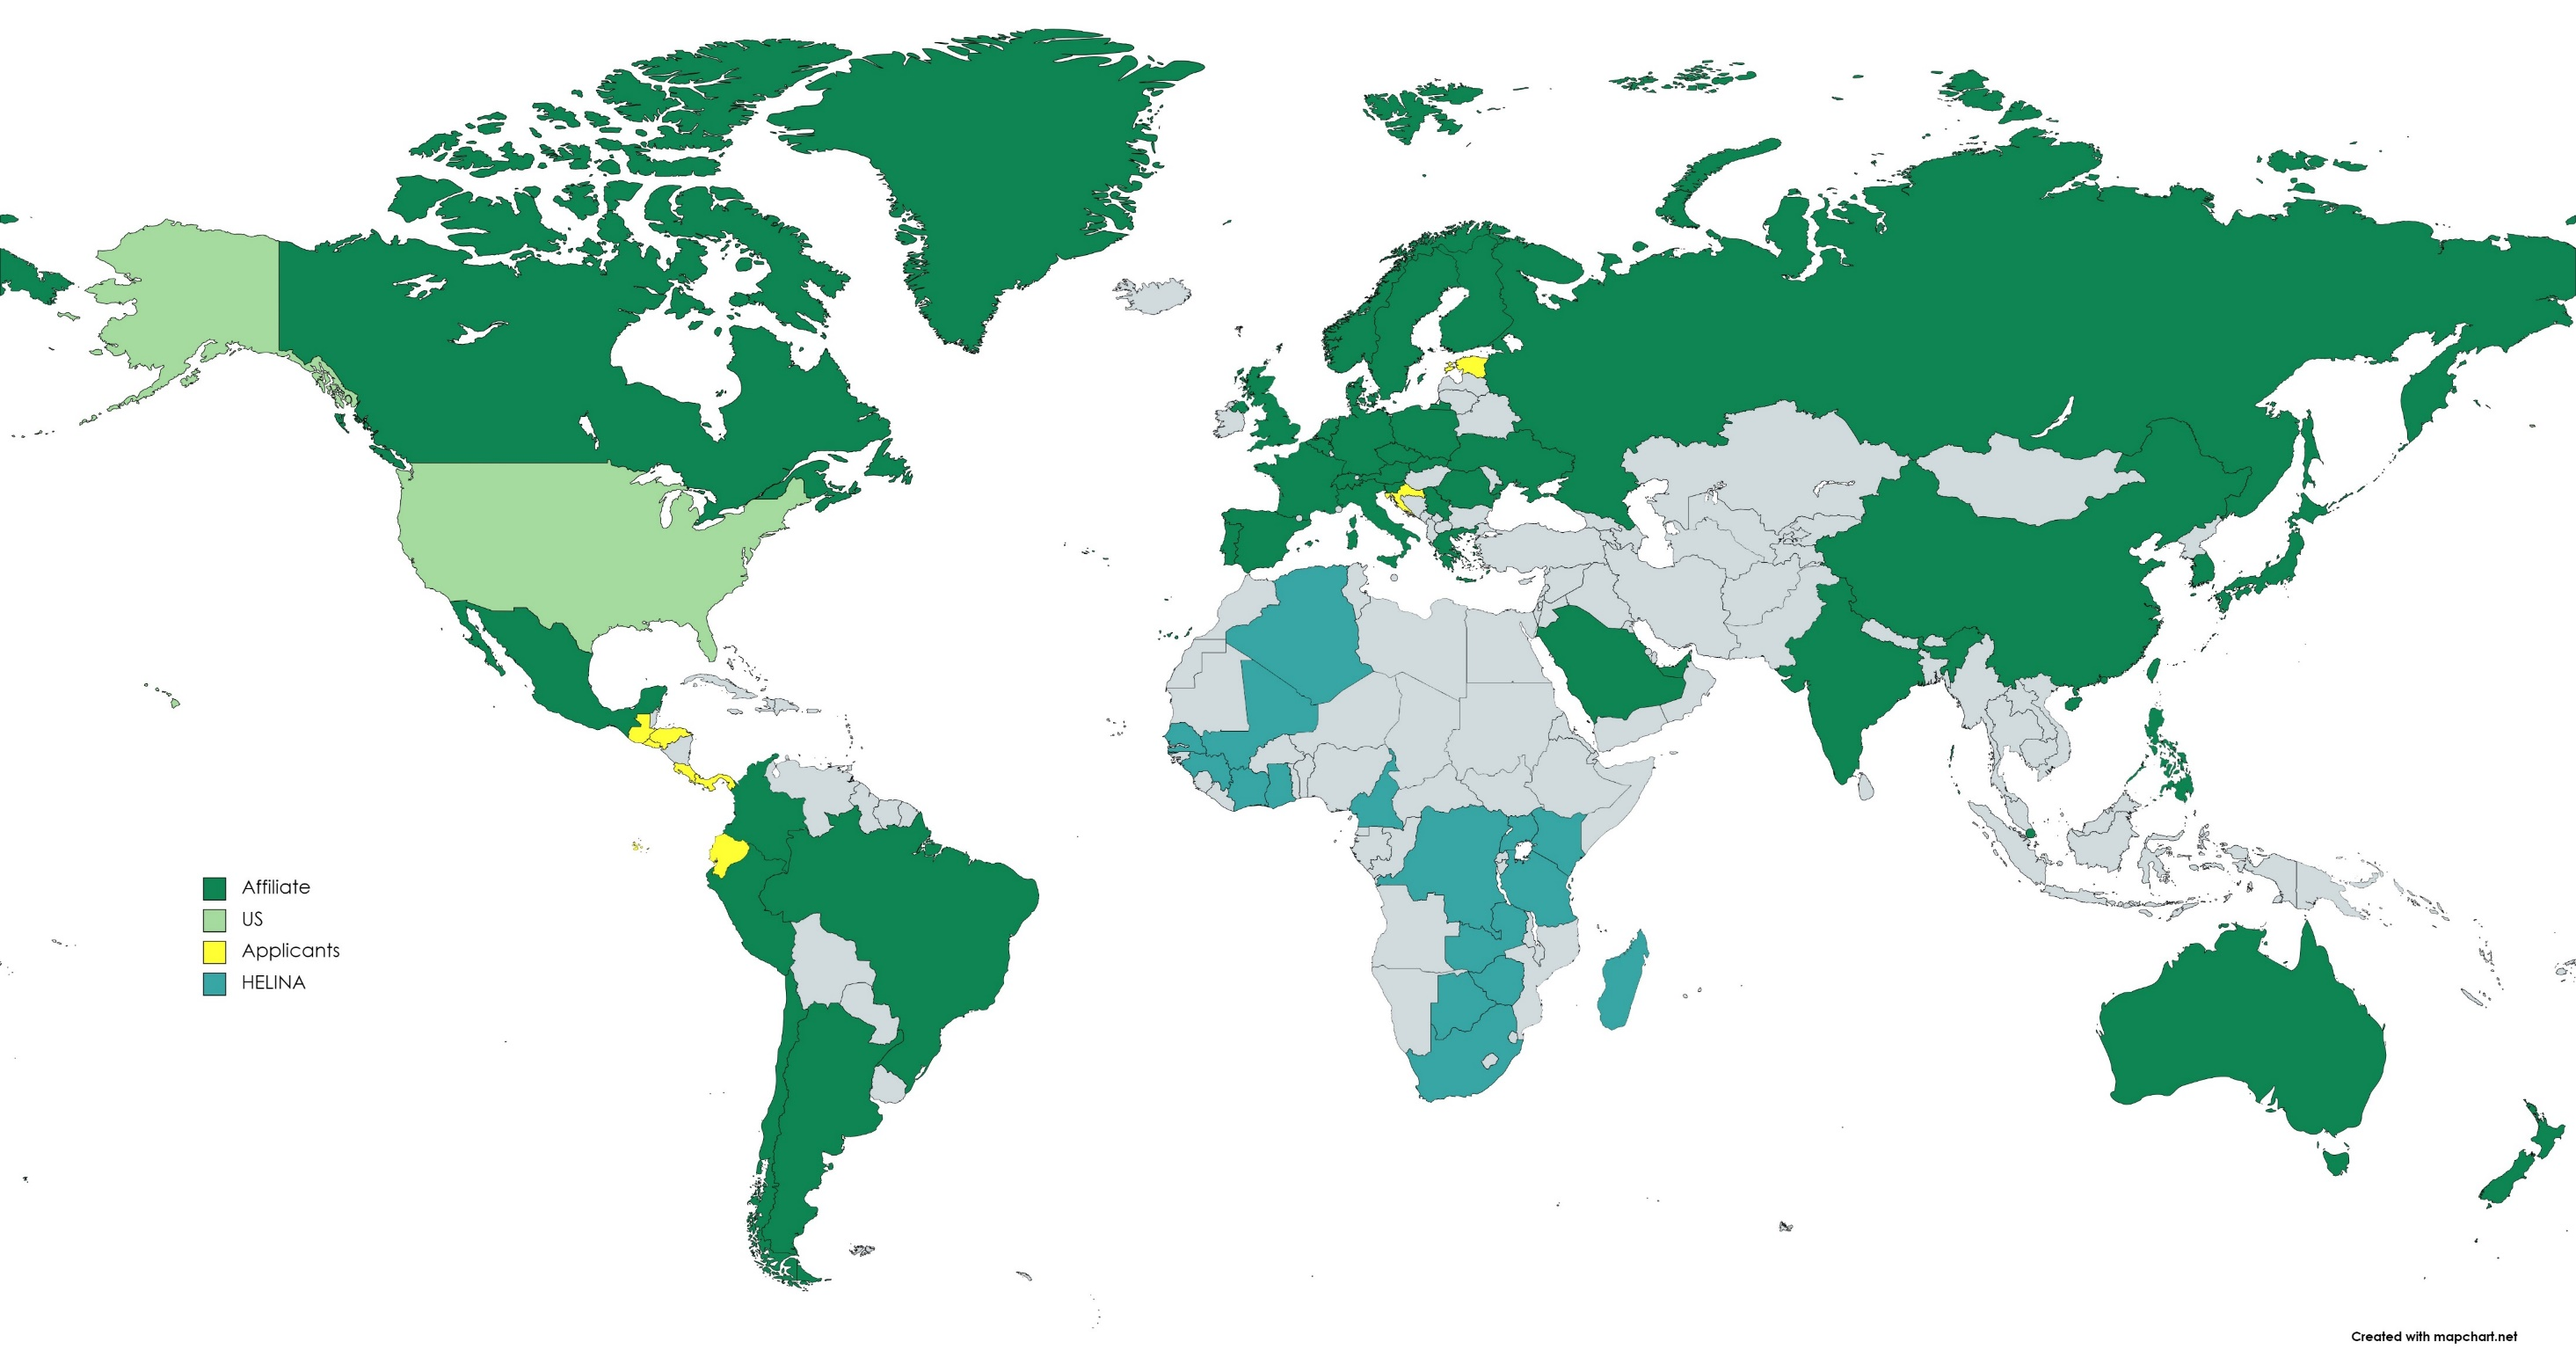 Affiliate
US
Applicants
HELINA
Created with mapchart.net